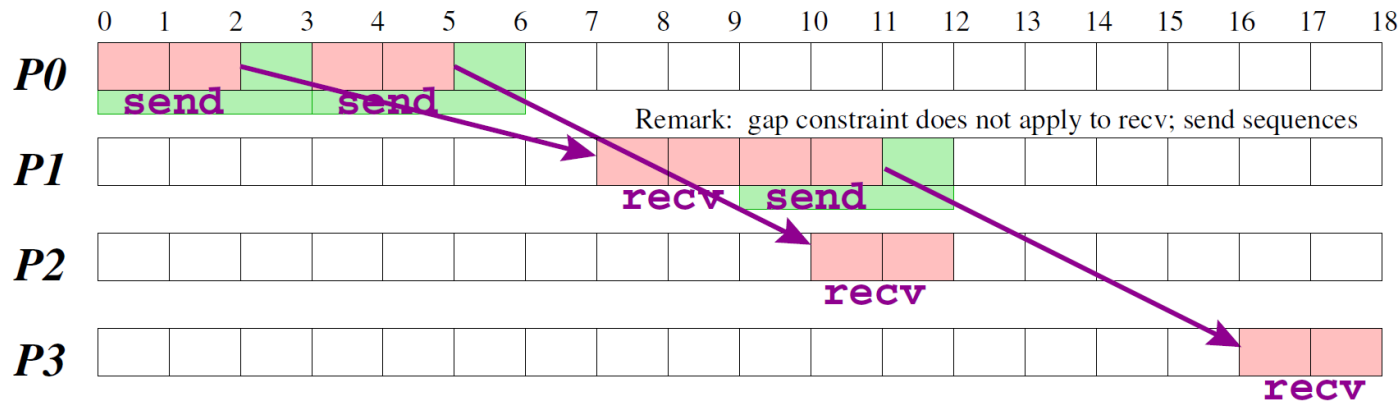 0 1 2 3 4 5 6 7 8 9 10 11 12 13 14 15 16 17 18
P0
send send
Remark: gap constraint does not apply to recv; send sequences
P1
recv send
P2
recv
P3
recv